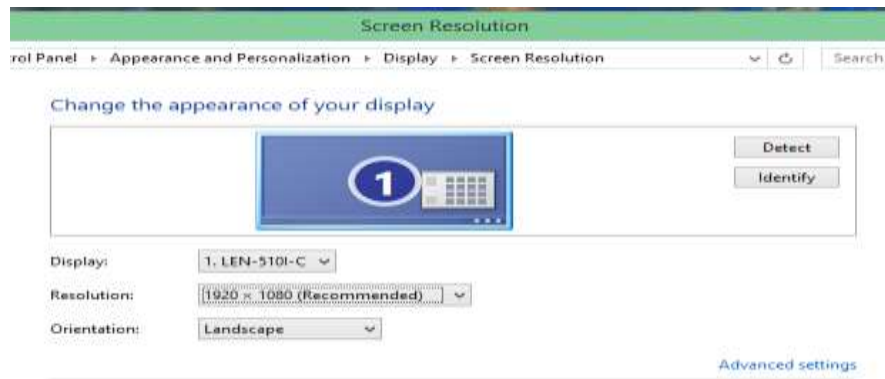 Screen Resolution
rol Panel ▸ Appearance and Personalization ▸ Display ▸ Screen Resolution
Search
Change the appearance of your display
1
Detect
Identify
Display: 1. LEN-510I-C
Resolution: 1920 × 1080 (Recommended)
Orientation: Landscape
Advanced settings